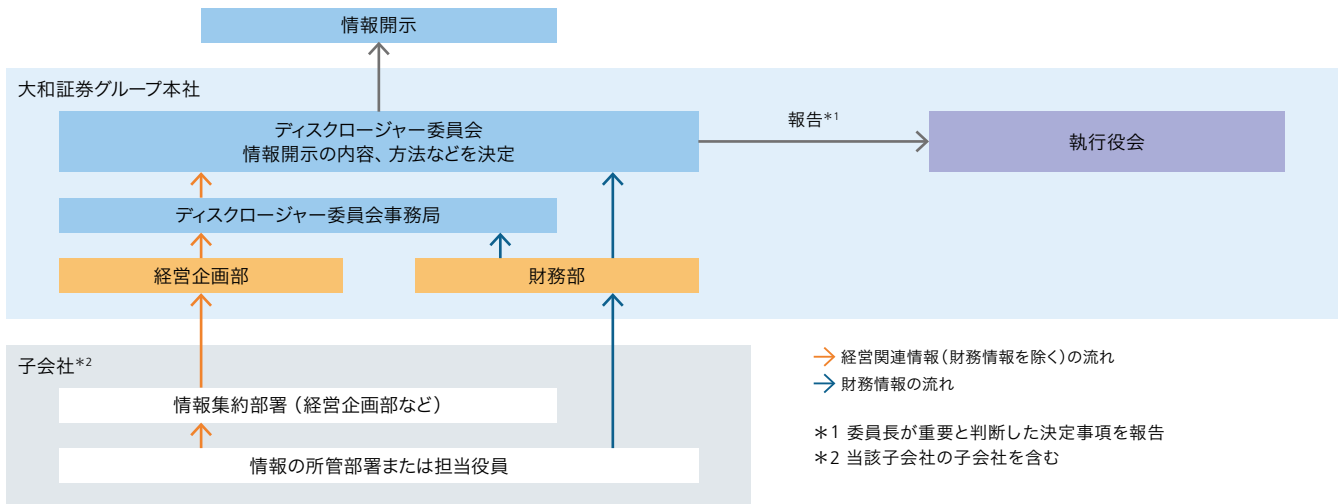 情報開示
大和証券グループ本社
ディスクロージャー委員会
情報開示の内容、方法などを決定
報告*1
執行役会
ディスクロージャー委員会事務局
経営企画部
財務部
子会社*2
情報集約部署（経営企画部など）
情報の所管部署または担当役員
経営関連情報（財務情報を除く）の流れ
財務情報の流れ
＊1 委員長が重要と判断した決定事項を報告
＊2 当該子会社の子会社を含む